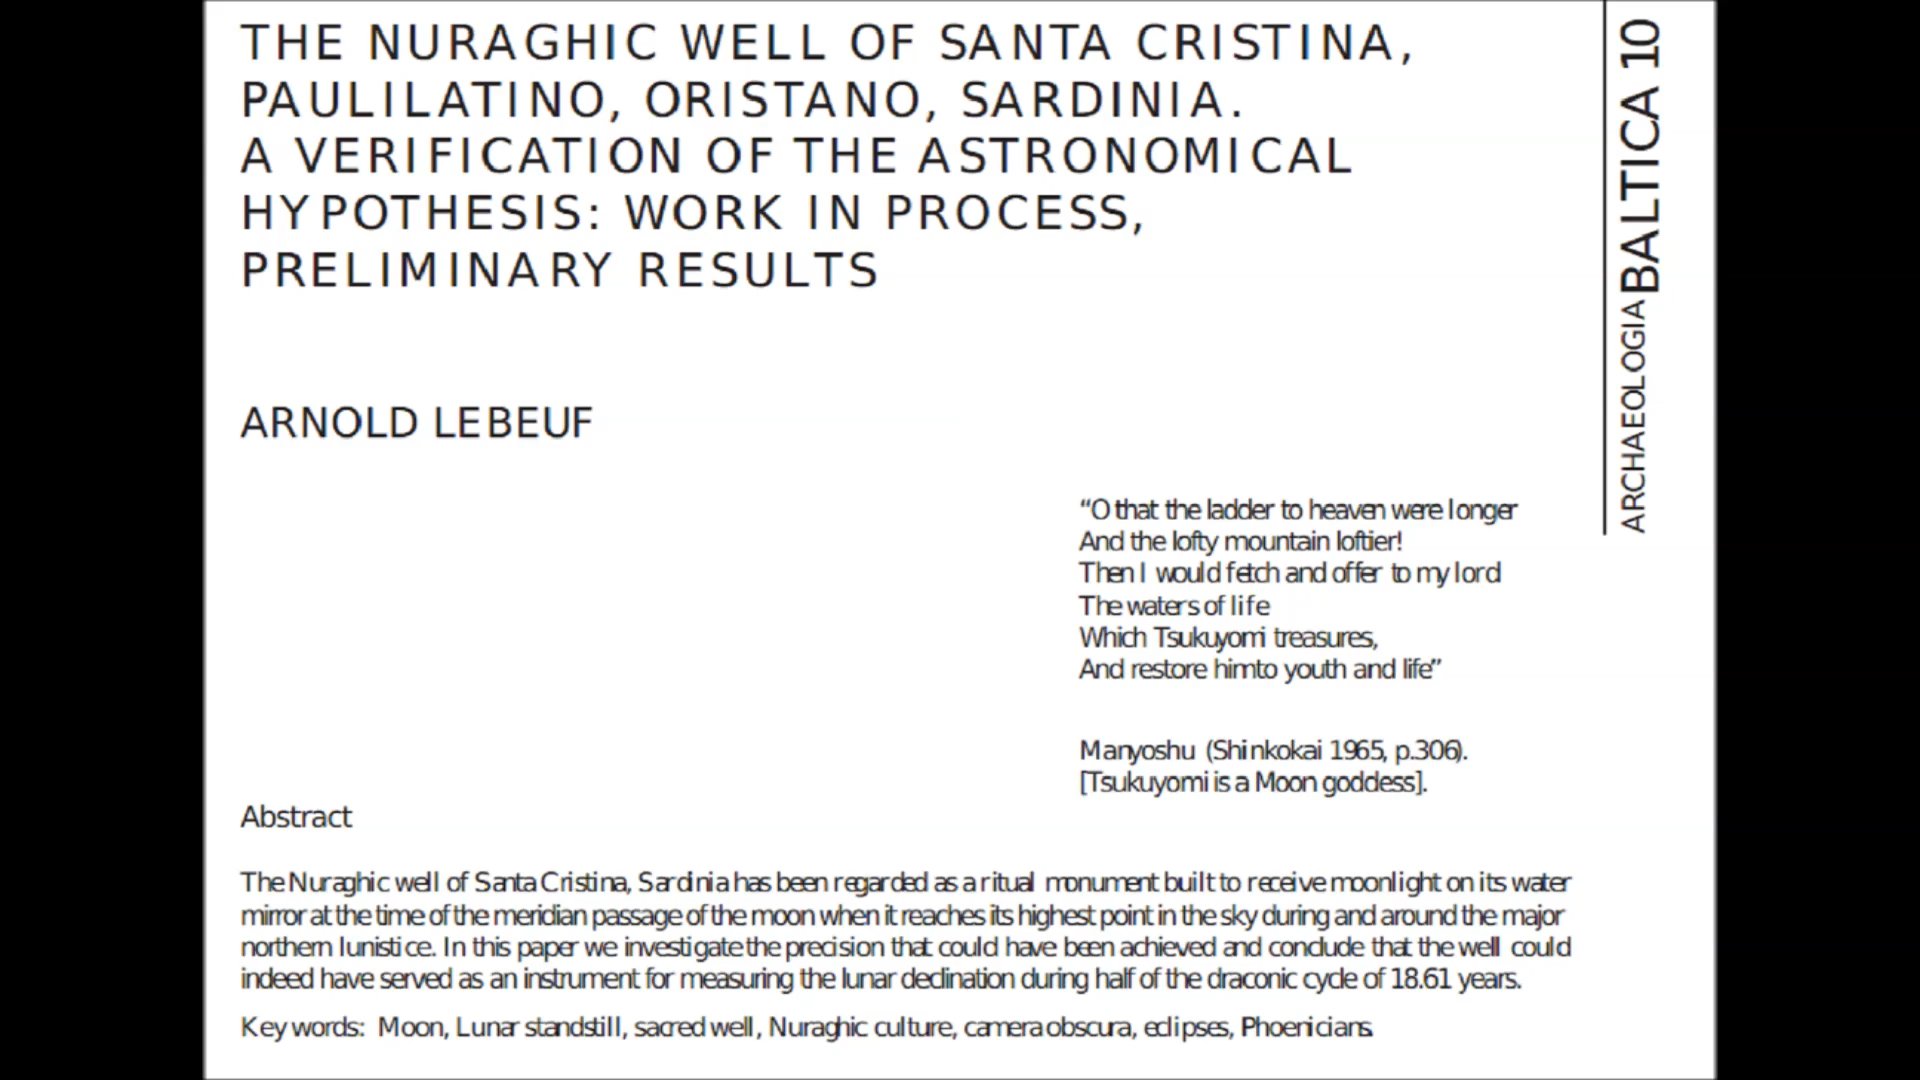 THE NURAGHIC WELL OF SANTA CRISTINA,
PAULILATINO, ORISTANO, SARDINIA.
A VERIFICATION OF THE ASTRONOMICAL
HYPOTHESIS: WORK IN PROCESS,
PRELIMINARY RESULTS
ARCHAEOLOGIA BALTICA 10
ARNOLD LEBEUF
“O that the ladder to heaven were longer
And the lofty mountain loftier!
Then I would fetch and offer to my lord
The waters of life
Which Tsukuyomi treasures,
And restore him to youth and life”
Manyoshu (Shinkokai 1965, p.306).
[Tsukuyomi is a Moon goddess].
Abstract
The Nuraghic well of Santa Cristina, Sardinia has been regarded as a ritual monument built to receive moonlight on its water
mirror at the time of the meridian passage of the moon when it reaches its highest point in the sky during and around the major
northern lunistice. In this paper we investigate the precision that could have been achieved and conclude that the well could
indeed have served as an instrument for measuring the lunar declination during half of the draconic cycle of 18.61 years.
Key words: Moon, Lunar standstill, sacred well, Nuraghic culture, camera obscura, eclipses, Phoenicians.